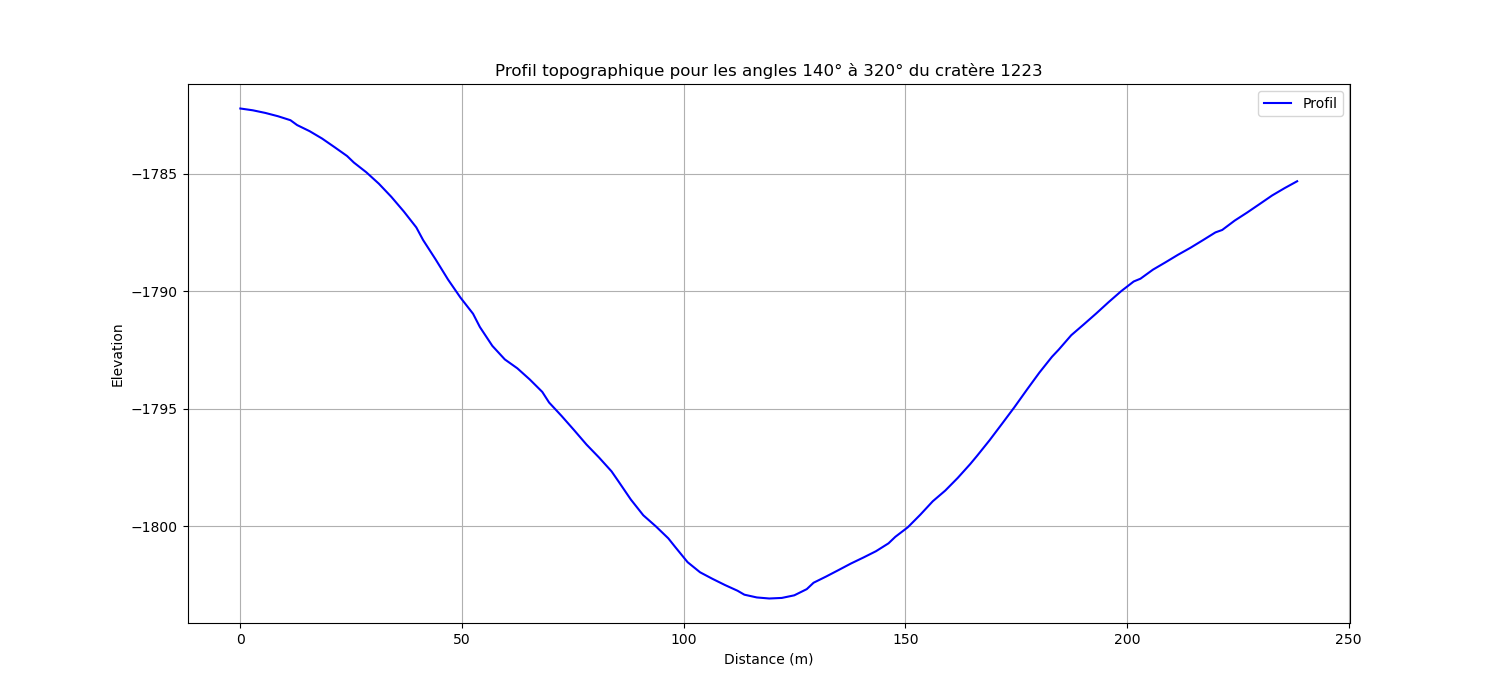 Profil topographique pour les angles 140° à 320° du cratère 1223
Profil
−1785
−1790
−1795
−1800
Elevation
0
50
100
150
200
250
Distance (m)